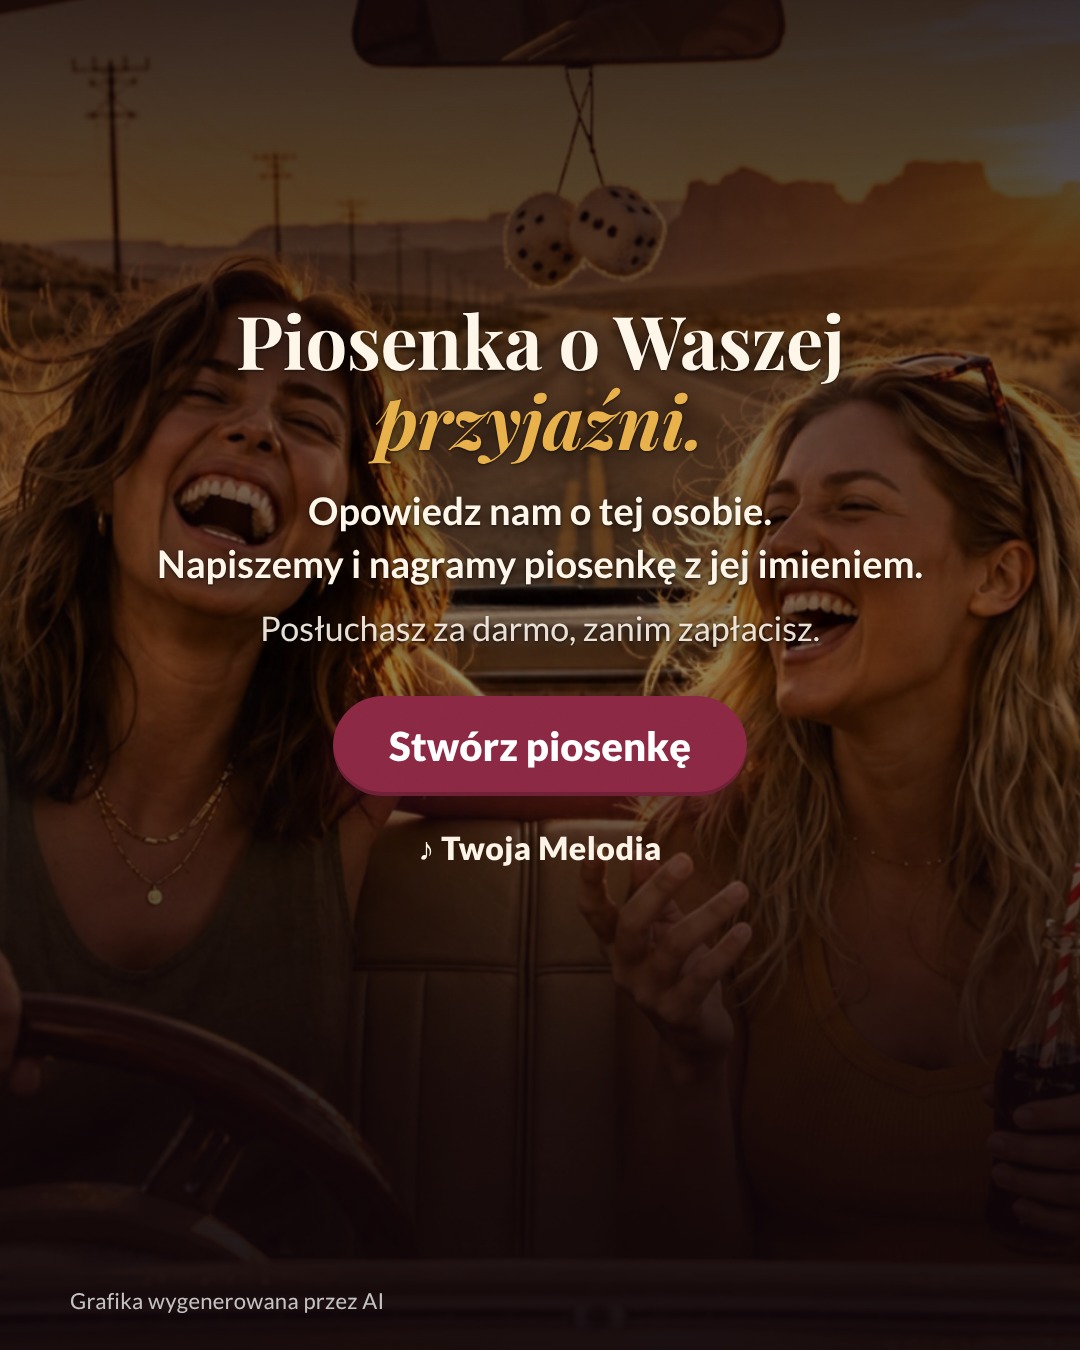 Piosenka o Waszej
przyjaźni.
Opowiedz nam o tej osobie.
Napiszemy i nagramy piosenkę z jej imieniem.
Posłuchasz za darmo, zanim zapłacisz.
Stwórz piosenkę
♪ Twoja Melodia
Grafika wygenerowana przez AI